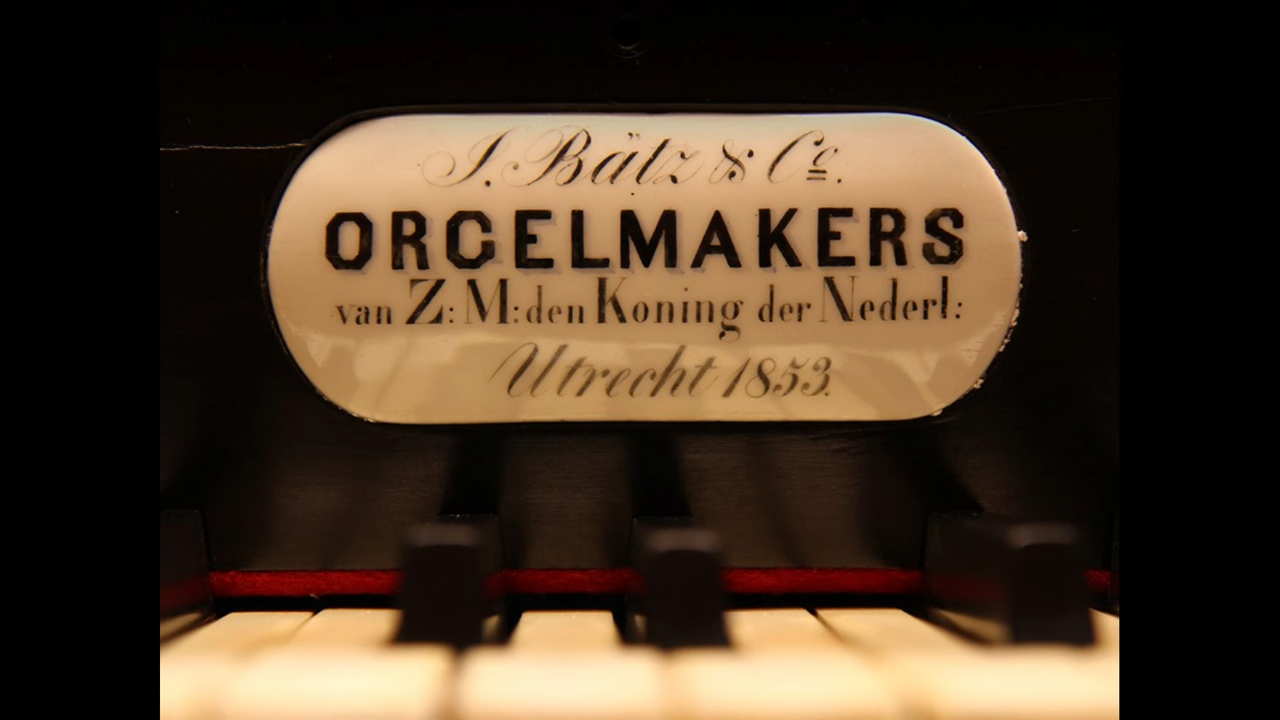 J. Bätz & Co.
ORGELMAKERS
van Z: M: den Koning der Nederl:
Utrecht 1853.